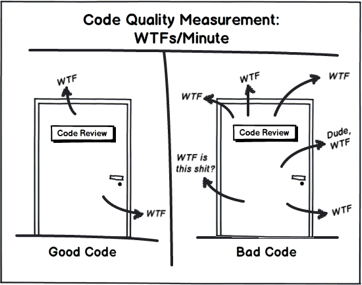 Code Quality Measurement:
WTFs/Minute
WTF
Code Review
WTF
Good Code
WTF
WTF
WTF
Code Review
Dude,
WTF
WTF is
this shit?
WTF
Bad Code